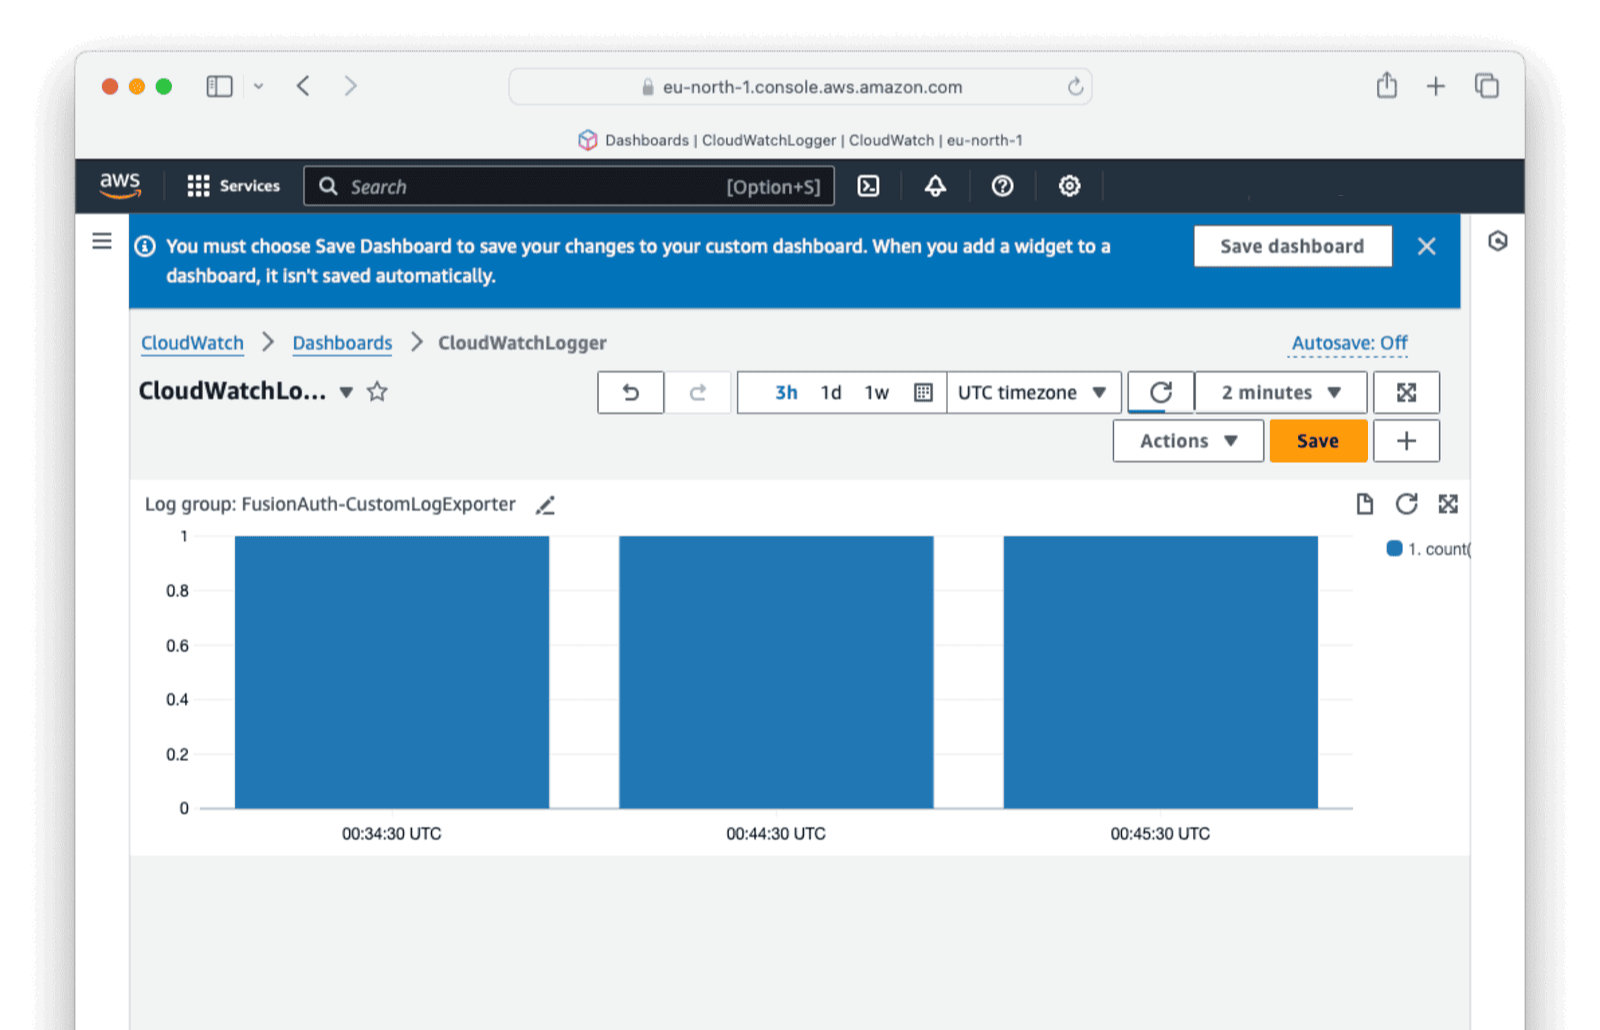 eu-north-1.console.aws.amazon.com
Dashboards | CloudWatchLogger | CloudWatch | eu-north-1
aws Services Search [Option+S]
You must choose Save Dashboard to save your changes to your custom dashboard. When you add a widget to a
dashboard, it isn't saved automatically.
Save dashboard
CloudWatch > Dashboards > CloudWatchLogger
Autosave: Off
CloudWatchLo...
3h 1d 1w UTC timezone 2 minutes
Actions Save
Log group: FusionAuth-CustomLogExporter
1
0.8
0.6
0.4
0.2
0
1. count(
00:34:30 UTC 00:44:30 UTC 00:45:30 UTC